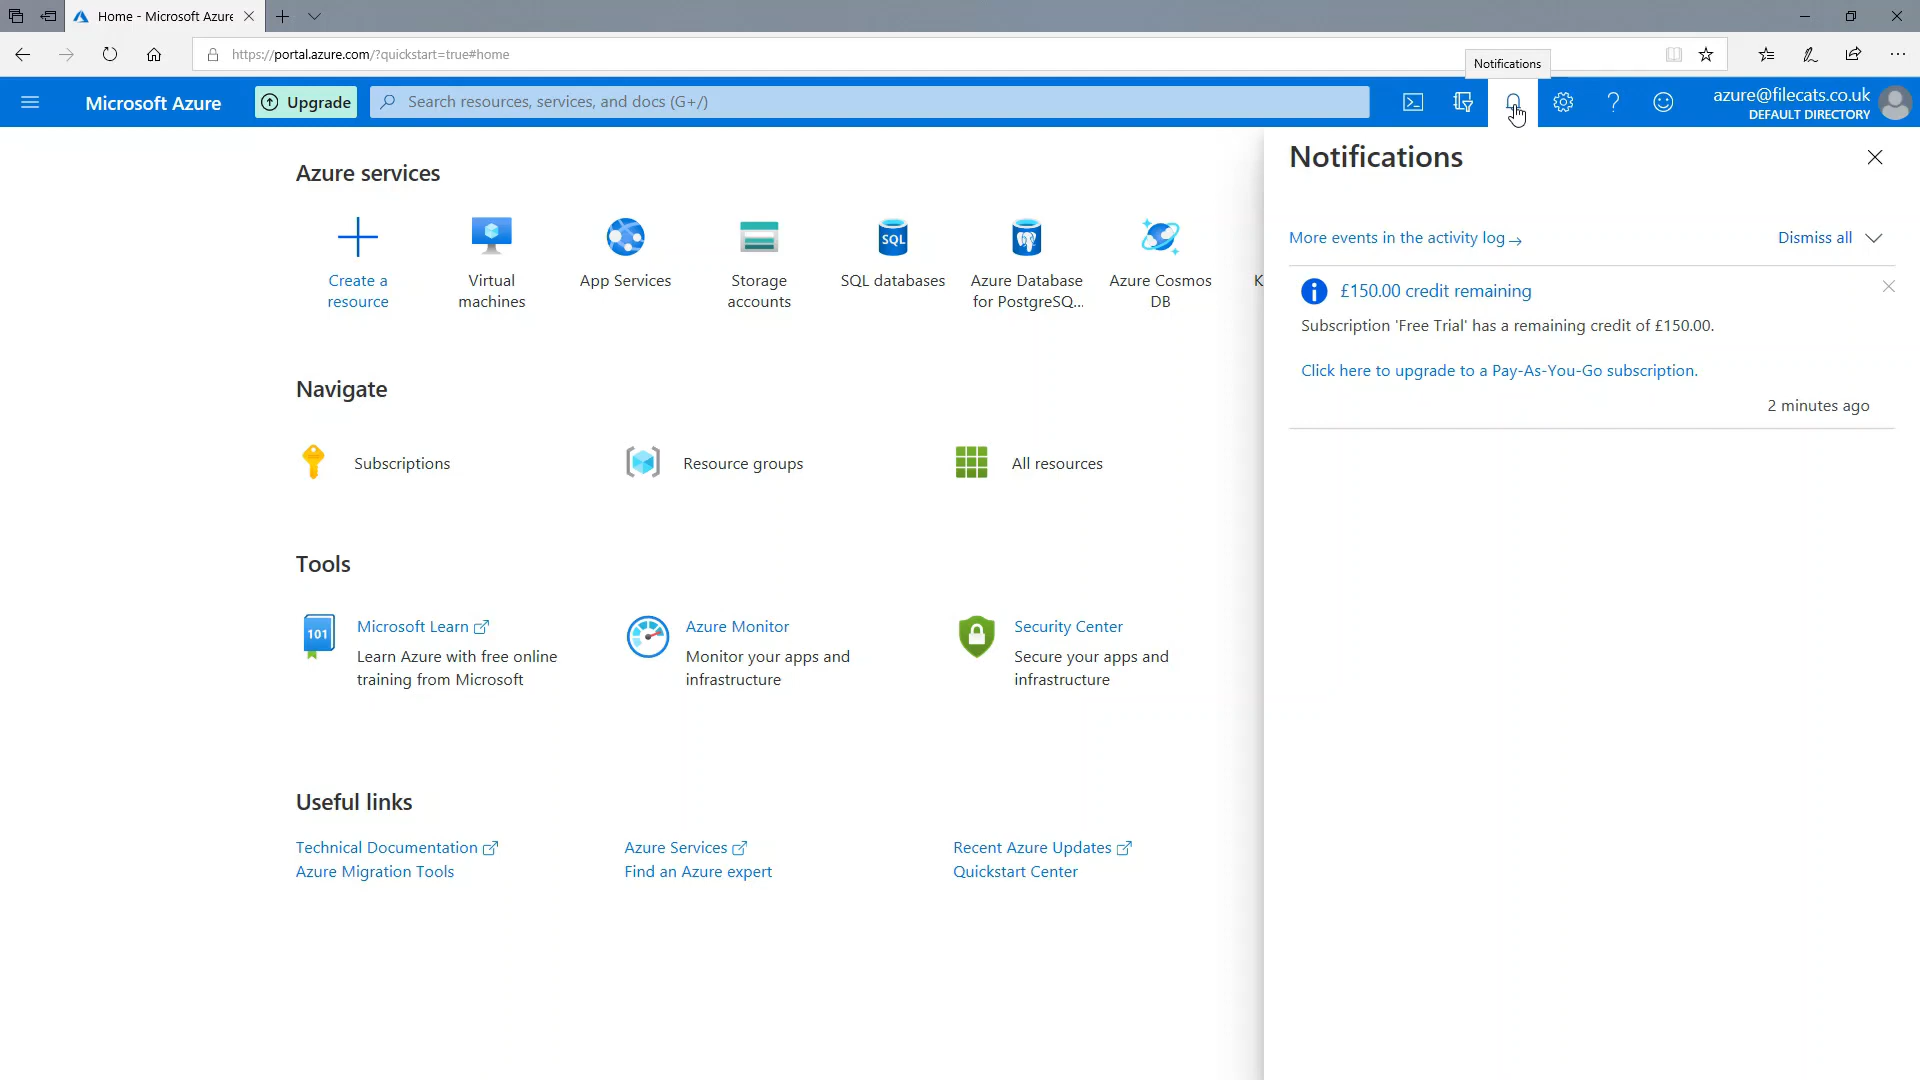 Home - Microsoft Azure
https://portal.azure.com/?quickstart=true#home
Notifications
Microsoft Azure
Upgrade
Search resources, services, and docs (G+/)
azure@filecats.co.uk
DEFAULT DIRECTORY
Azure services
Create a
resource
Virtual
machines
App Services
Storage
accounts
SQL
SQL databases
Azure Database
for PostgreSQ...
Azure Cosmos
DB
K
Navigate
Subscriptions
Resource groups
All resources
Tools
101
Microsoft Learn
Learn Azure with free online
training from Microsoft
Azure Monitor
Monitor your apps and
infrastructure
Security Center
Secure your apps and
infrastructure
Useful links
Technical Documentation
Azure Services
Recent Azure Updates
Azure Migration Tools
Find an Azure expert
Quickstart Center
Notifications
More events in the activity log →
Dismiss all
£150.00 credit remaining
Subscription 'Free Trial' has a remaining credit of £150.00.
Click here to upgrade to a Pay-As-You-Go subscription.
2 minutes ago